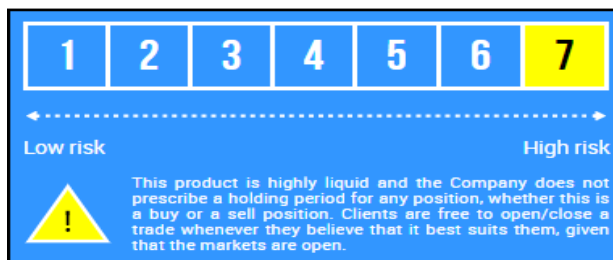 1 2 3 4 5 6 7
Low risk High risk
This product is highly liquid and the Company does not
prescribe a holding period for any position, whether this is
a buy or a sell position. Clients are free to open/close a
! trade whenever they believe that it best suits them, given
that the markets are open.